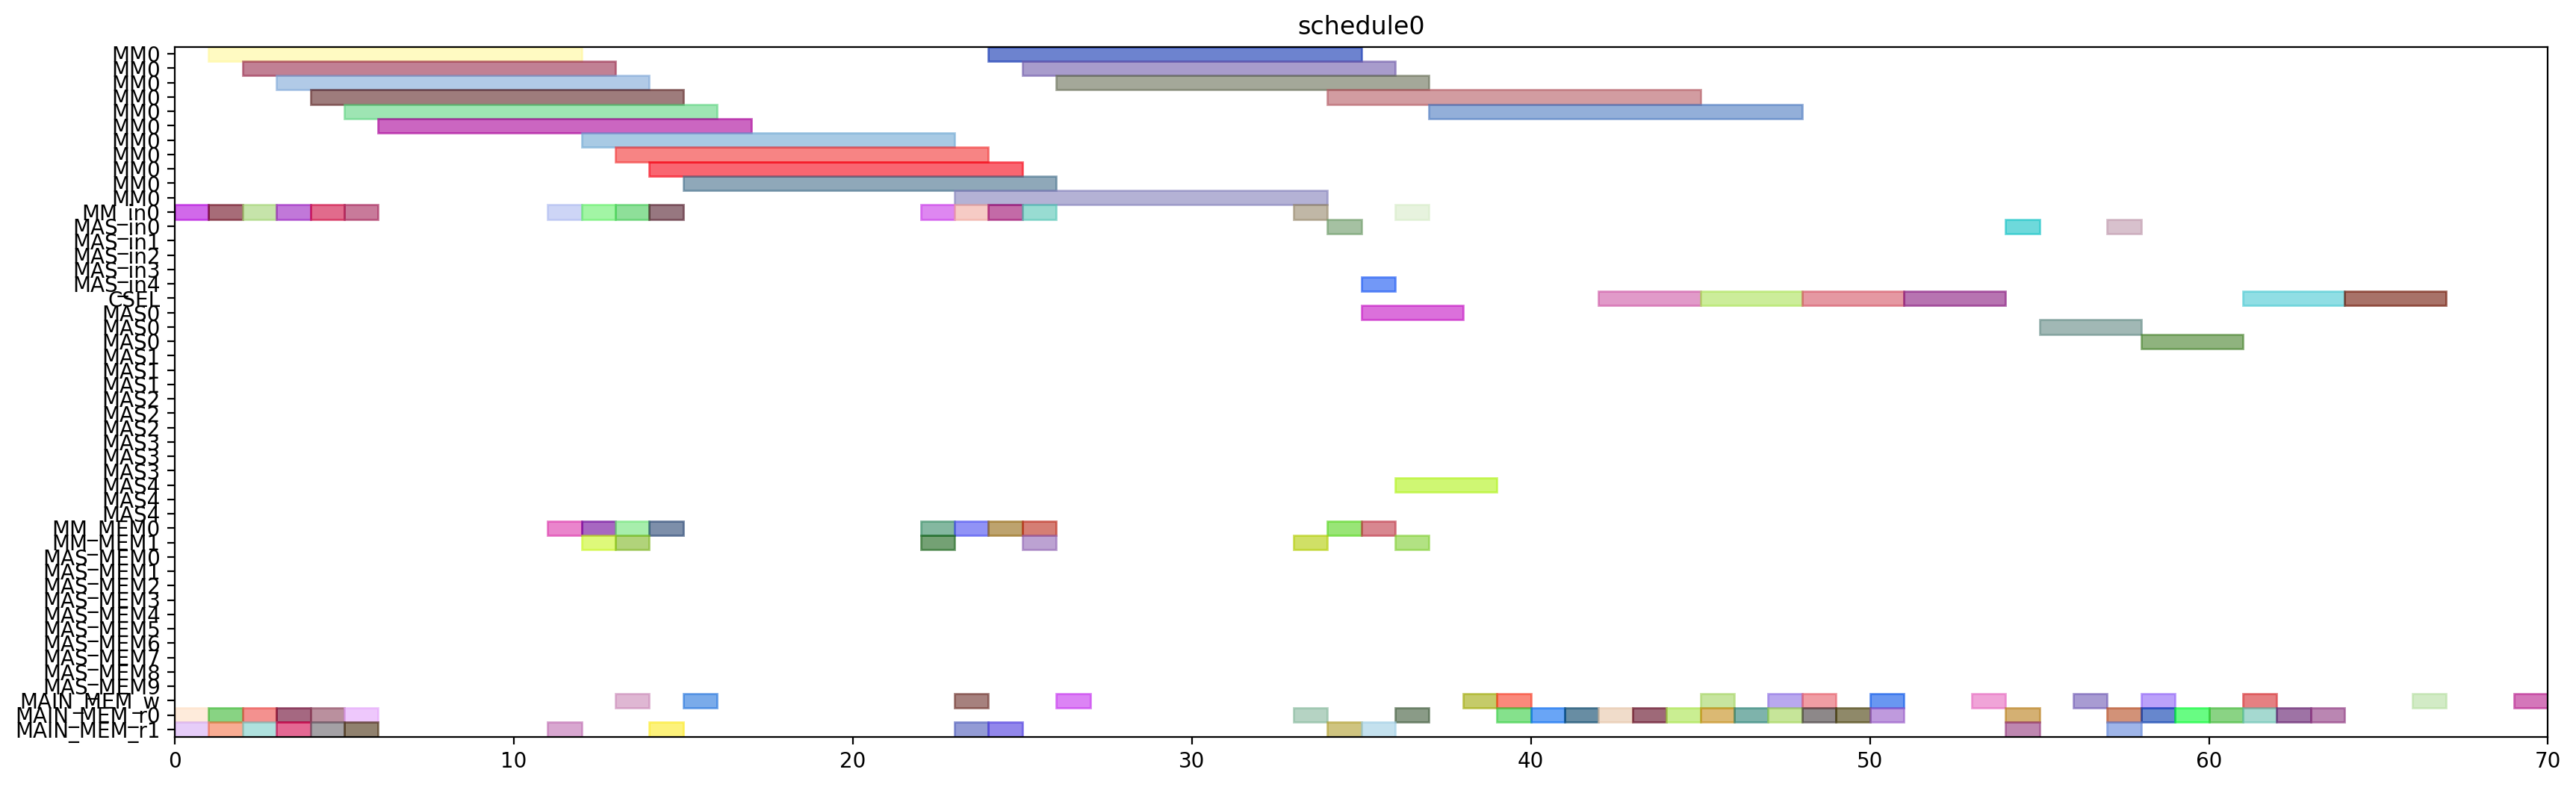 schedule0
MM0
MM0
MM0
MM0
MM0
MM0
MM0
MM0
MM0
MM0
MM0
MM_in0
MAS_in0
MAS_in1
MAS_in2
MAS_in3
MAS_in4
CSEL
MAS0
MAS0
MAS0
MAS1
MAS1
MAS1
MAS2
MAS2
MAS2
MAS3
MAS3
MAS3
MAS4
MAS4
MAS4
MM_MEM0
MM_MEM1
MAS_MEM0
MAS_MEM1
MAS_MEM2
MAS_MEM3
MAS_MEM4
MAS_MEM5
MAS_MEM6
MAS_MEM7
MAS_MEM8
MAS_MEM9
MAIN_MEM_w
MAIN_MEM_r0
MAIN_MEM_r1
0 10 20 30 40 50 60 70